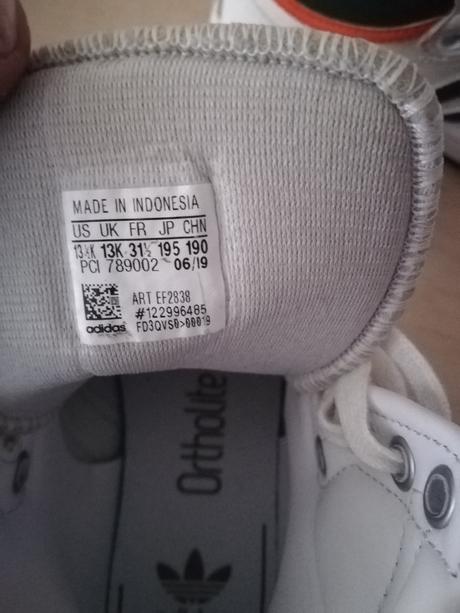 MADE IN INDONESIA
US UK FR JP CHN
13½K 13K 31½ 195 190
PCI 789002 06/19
ART EF2838
#122996485
adidas FD3QVS0>00019
Ortholite